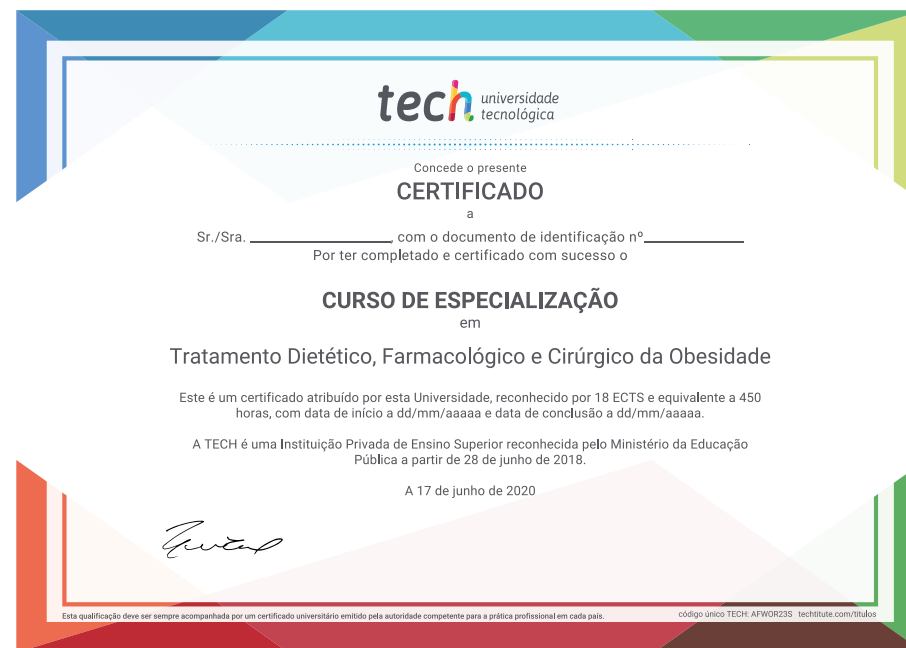 tech universidade
tecnológica
Concede o presente
CERTIFICADO
a
Sr./Sra. ____________________, com o documento de identificação nº______________
Por ter completado e certificado com sucesso o
CURSO DE ESPECIALIZAÇÃO
em
Tratamento Dietético, Farmacológico e Cirúrgico da Obesidade
Este é um certificado atribuído por esta Universidade, reconhecido por 18 ECTS e equivalente a 450
horas, com data de início a dd/mm/aaaaa e data de conclusão a dd/mm/aaaaa.
A TECH é uma Instituição Privada de Ensino Superior reconhecida pelo Ministério da Educação
Pública a partir de 28 de junho de 2018.
A 17 de junho de 2020
Esta qualificação deve ser sempre acompanhada por um certificado universitário emitido pela autoridade competente para a prática profissional em cada país.
código único TECH: AFWOR23S techtitute.com/titulos